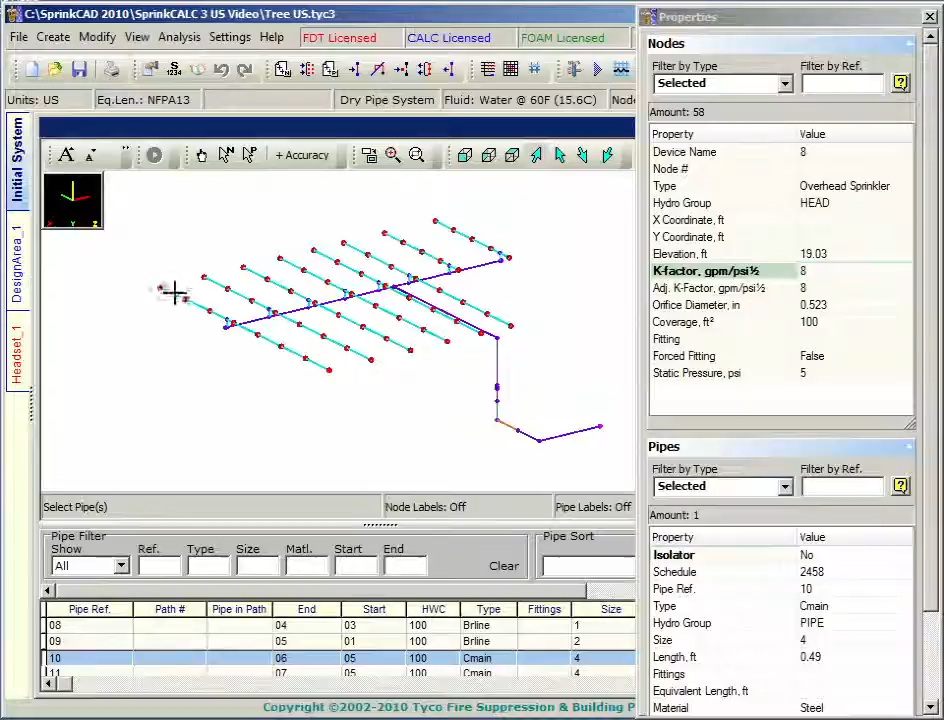 C:\SprinkCAD 2010\SprinkCALC 3 US Video\Tree US.tyc3
File Create Modify View Analysis Settings Help FDT Licensed CALC Licensed FOAM Licensed
S 1234
Units: US Eq.Len.: NFPA13 Dry Pipe System Fluid: Water @ 60F (15.6C) Node
Initial System
DesignArea_1
Headset_1
A A " N P + Accuracy
X Y Z
Select Pipe(s) Node Labels: Off Pipe Labels: Off
Pipe Filter Pipe Sort
Show Ref. Type Size Matl. Start End
All Clear
Pipe Ref. Path # Pipe in Path End Start HWC Type Fittings Size
08 04 03 100 Brline 1
09 05 01 100 Brline 2
10 06 05 100 Cmain 4
11 07 05 100 Cmain 4
Copyright ©2002-2010 Tyco Fire Suppression & Building P
Properties
Nodes
Filter by Type Filter by Ref.
Selected
Amount: 58
Property Value
Device Name 8
Node #
Type Overhead Sprinkler
Hydro Group HEAD
X Coordinate, ft
Y Coordinate, ft
Elevation, ft 19.03
K-factor, gpm/psi½ 8
Adj. K-Factor, gpm/psi½ 8
Orifice Diameter, in 0.523
Coverage, ft² 100
Fitting
Forced Fitting False
Static Pressure, psi 5
Pipes
Filter by Type Filter by Ref.
Selected
Amount: 1
Property Value
Isolator No
Schedule 2458
Pipe Ref. 10
Type Cmain
Hydro Group PIPE
Size 4
Length, ft 0.49
Fittings
Equivalent Length, ft
Material Steel